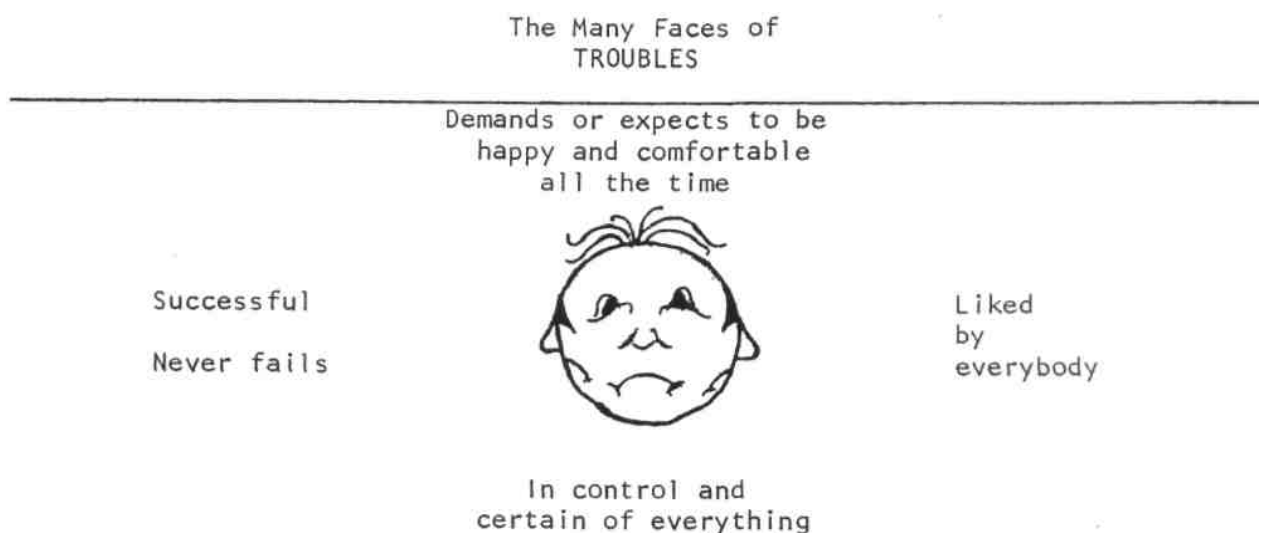 The Many Faces of
TROUBLES
Demands or expects to be
happy and comfortable
all the time
Successful
Never fails
Liked
by
everybody
In control and
certain of everything